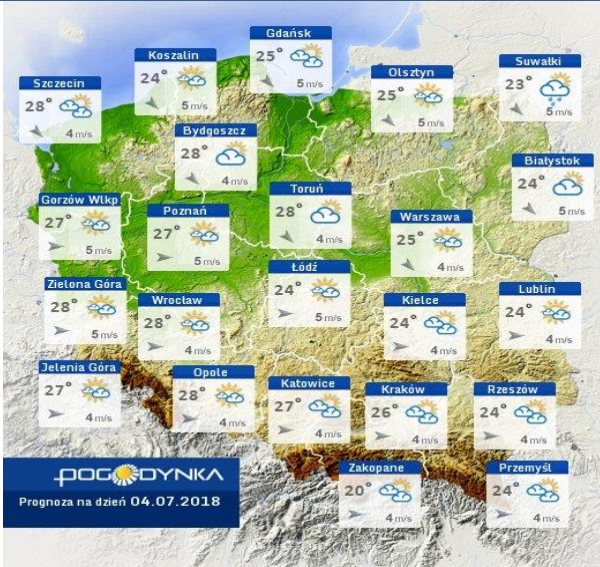 Gdańsk
25°
5 m/s
Koszalin
24°
5 m/s
Suwałki
23°
5 m/s
Olsztyn
25°
5 m/s
Szczecin
28°
4 m/s
Bydgoszcz
28°
4 m/s
Białystok
24°
5 m/s
Toruń
28°
4 m/s
Gorzów Wlkp
27°
5 m/s
Poznań
27°
5 m/s
Warszawa
25°
4 m/s
Łódź
24°
5 m/s
Zielona Góra
28°
5 m/s
Wrocław
28°
4 m/s
Kielce
24°
4 m/s
Lublin
24°
4 m/s
Jelenia Góra
27°
4 m/s
Opole
28°
4 m/s
Katowice
27°
4 m/s
Kraków
26°
4 m/s
Rzeszów
24°
4 m/s
Zakopane
20°
4 m/s
Przemyśl
24°
4 m/s
POGODYNKA
Prognoza na dzień 04.07.2018